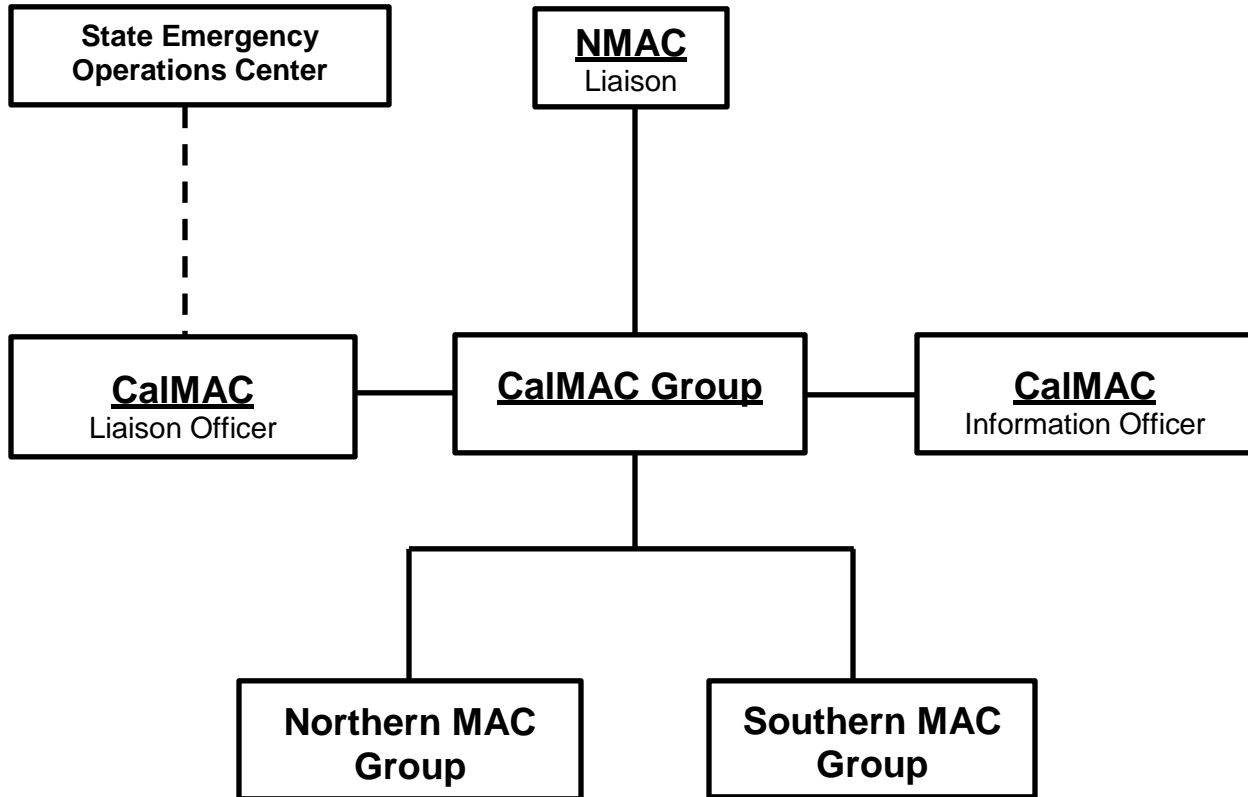 State Emergency
Operations Center
NMAC
Liaison
CalMAC
Liaison Officer
CalMAC Group
CalMAC
Information Officer
Northern MAC
Group
Southern MAC
Group